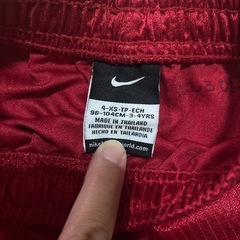 4-XS-TP-ECH
96-104CM-3-4YRS
MADE IN THAILAND
FABRIQUE EN THAILANDE
HECHO EN TAILANDIA